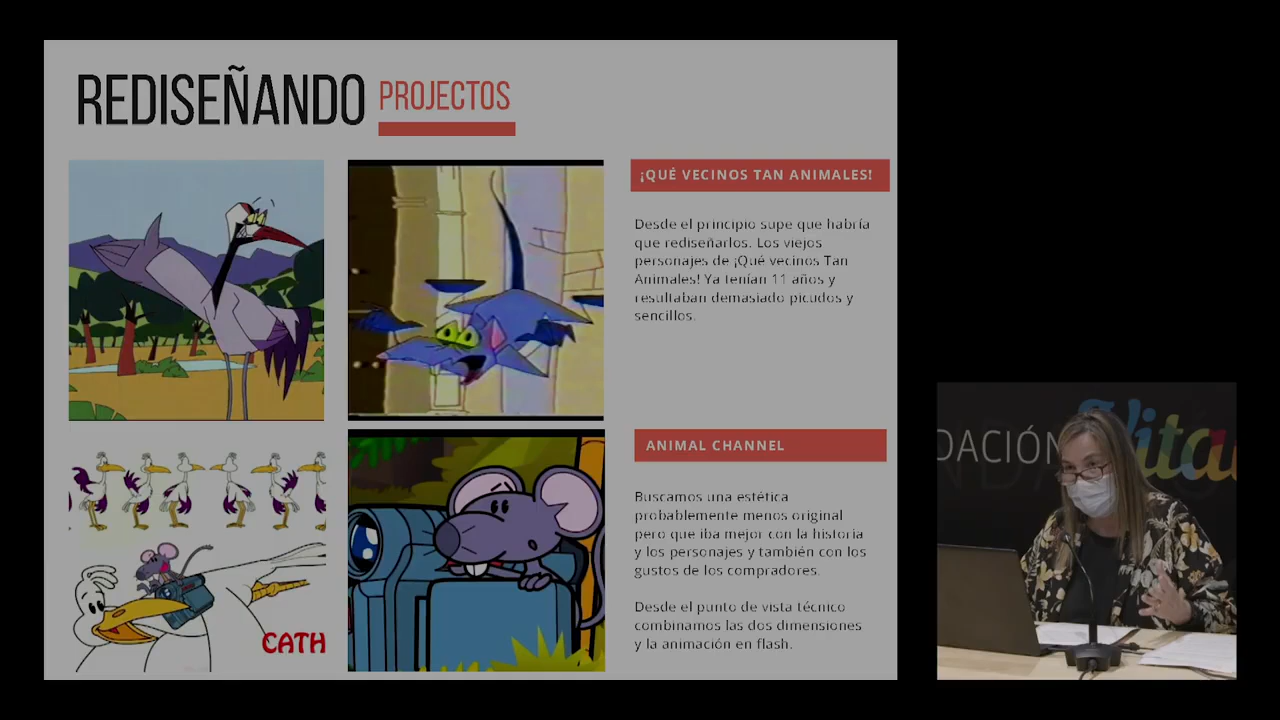 REDISEÑANDO PROJECTOS
¡QUÉ VECINOS TAN ANIMALES!
Desde el principio supe que habría
que rediseñarlos. Los viejos
personajes de ¡Qué vecinos Tan
Animales! Ya tenían 11 años y
resultaban demasiado picudos y
sencillos.
CATH
ANIMAL CHANNEL
Buscamos una estética
probablemente menos original
pero que iba mejor con la historia
y los personajes y también con los
gustos de los compradores.
Desde el punto de vista técnico
combinamos las dos dimensiones
y la animación en flash.
DACIÓN Vital